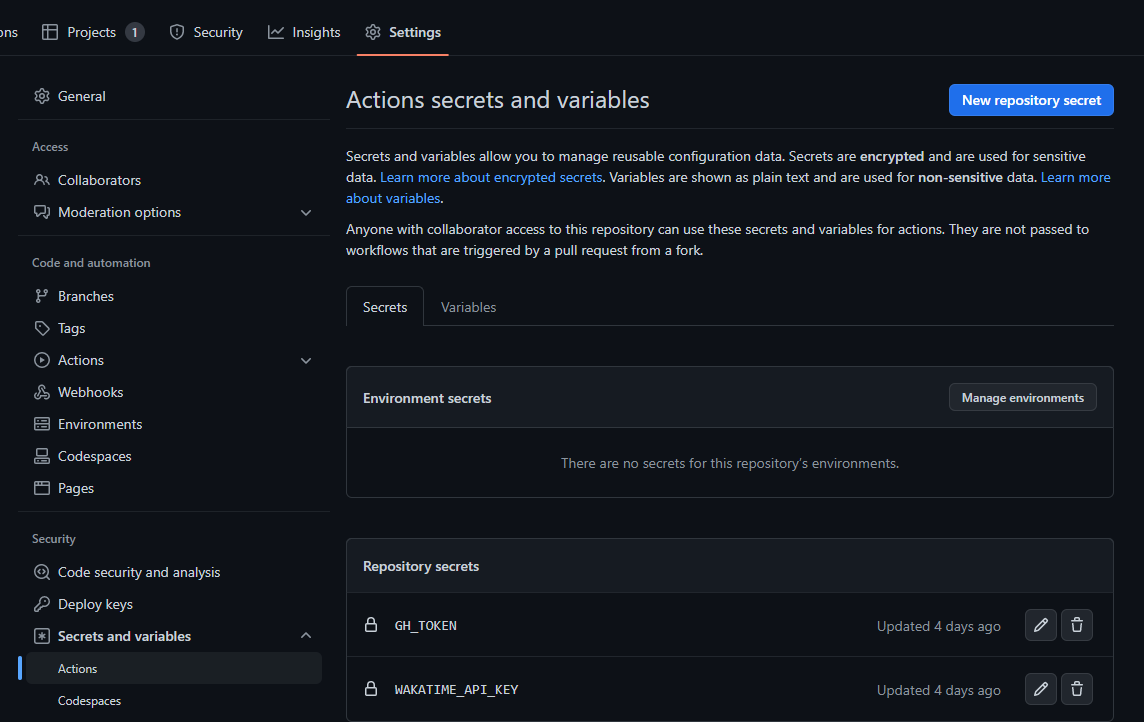 ons
Projects 1
Security
Insights
Settings
General
Access
Collaborators
Moderation options
Code and automation
Branches
Tags
Actions
Webhooks
Environments
Codespaces
Pages
Security
Code security and analysis
Deploy keys
Secrets and variables
Actions
Codespaces
Actions secrets and variables
New repository secret
Secrets and variables allow you to manage reusable configuration data. Secrets are encrypted and are used for sensitive
data. Learn more about encrypted secrets. Variables are shown as plain text and are used for non-sensitive data. Learn more
about variables.
Anyone with collaborator access to this repository can use these secrets and variables for actions. They are not passed to
workflows that are triggered by a pull request from a fork.
Secrets
Variables
Environment secrets
Manage environments
There are no secrets for this repository's environments.
Repository secrets
GH_TOKEN
Updated 4 days ago
WAKATIME_API_KEY
Updated 4 days ago